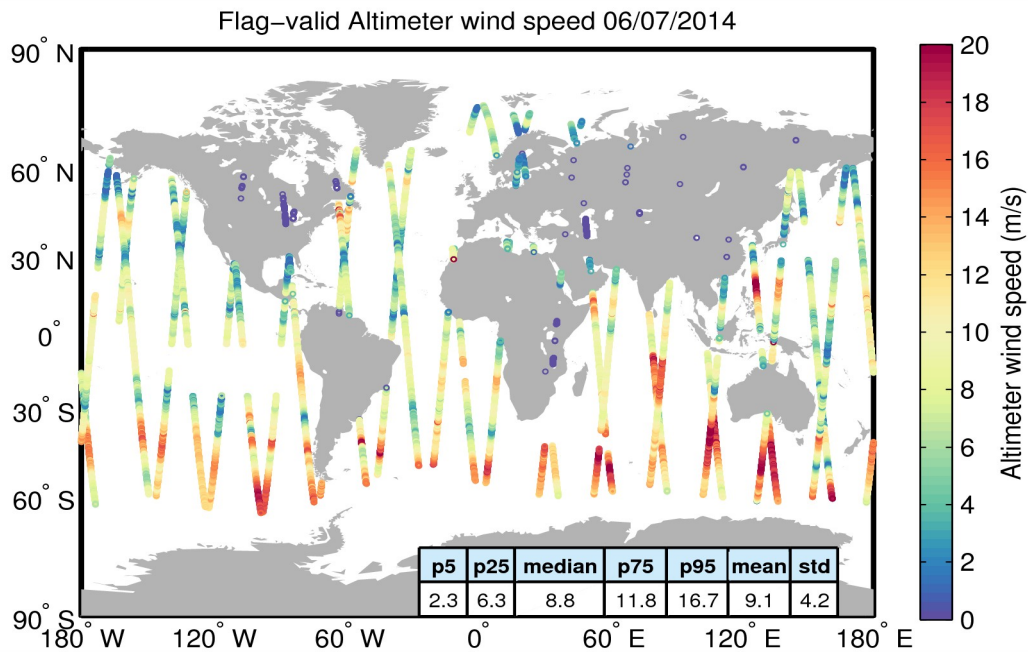 Flag−valid Altimeter wind speed 06/07/2014
90° N
60° N
30° N
0°
30° S
60° S
90° S
180° W
120° W
60° W
0°
60° E
120° E
180° E
p5 p25 median p75 p95 mean std
2.3 6.3 8.8 11.8 16.7 9.1 4.2
20
18
16
14
12
10
8
6
4
2
0
Altimeter wind speed (m/s)